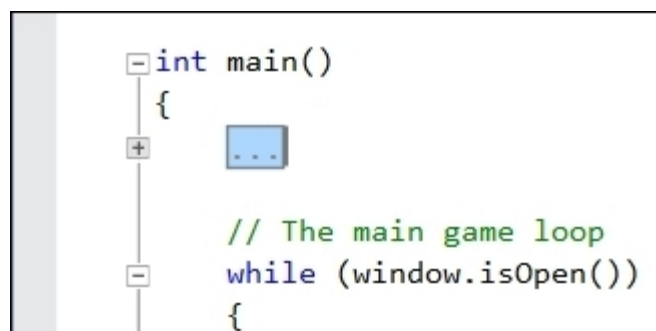 int main()
{
...
// The main game loop
while (window.isOpen())
{